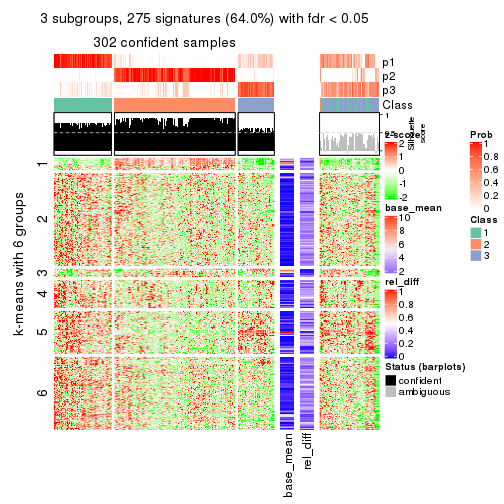 3 subgroups, 275 signatures (64.0%) with fdr < 0.05
302 confident samples
p1
p2
p3
Class
1
Silhouette
score
k-means with 6 groups
1
2
3
4
5
6
base_mean
rel_diff
z-score
2
1
0
-1
-2
base_mean
10
8
6
4
2
rel_diff
1
0.8
0.6
0.4
0.2
0
Status (barplots)
confident
ambiguous
Prob
1
0.8
0.6
0.4
0.2
0
Class
1
2
3